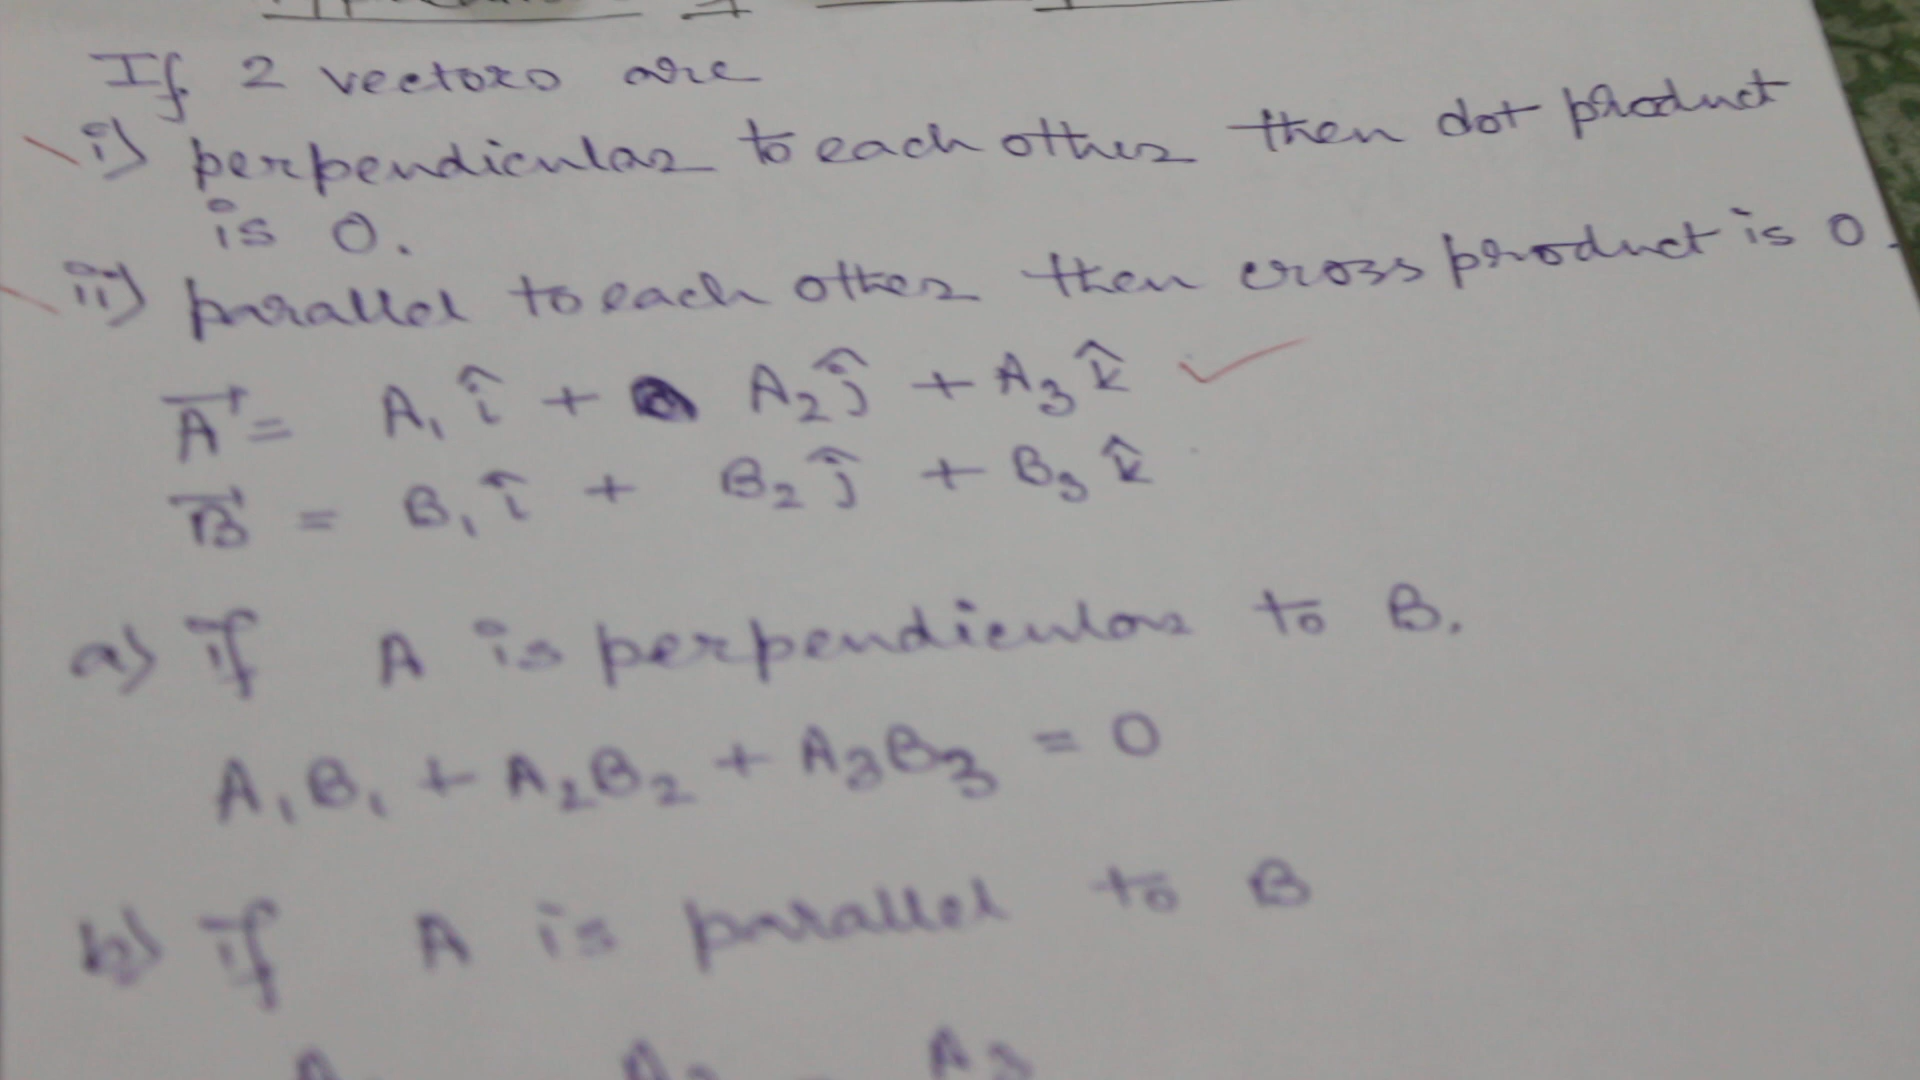 If 2 vectors are
i) perpendicular to each other then dot product
is 0.
ii) parallel to each other then cross product is 0.
A⃗ = A₁ î + A₂ ĵ + A₃ k̂
B⃗ = B₁ î + B₂ ĵ + B₃ k̂
a) if A is perpendicular to B.
A₁B₁ + A₂B₂ + A₃B₃ = 0
b) if A is parallel to B